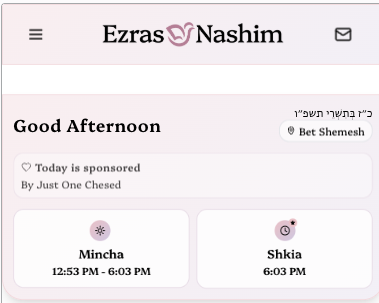 Ezras Nashim
כ״ז בְּתִשְׁרֵי תשפ״ו
Good Afternoon
Bet Shemesh
Today is sponsored
By Just One Chesed
Mincha
12:53 PM - 6:03 PM
Shkia
6:03 PM